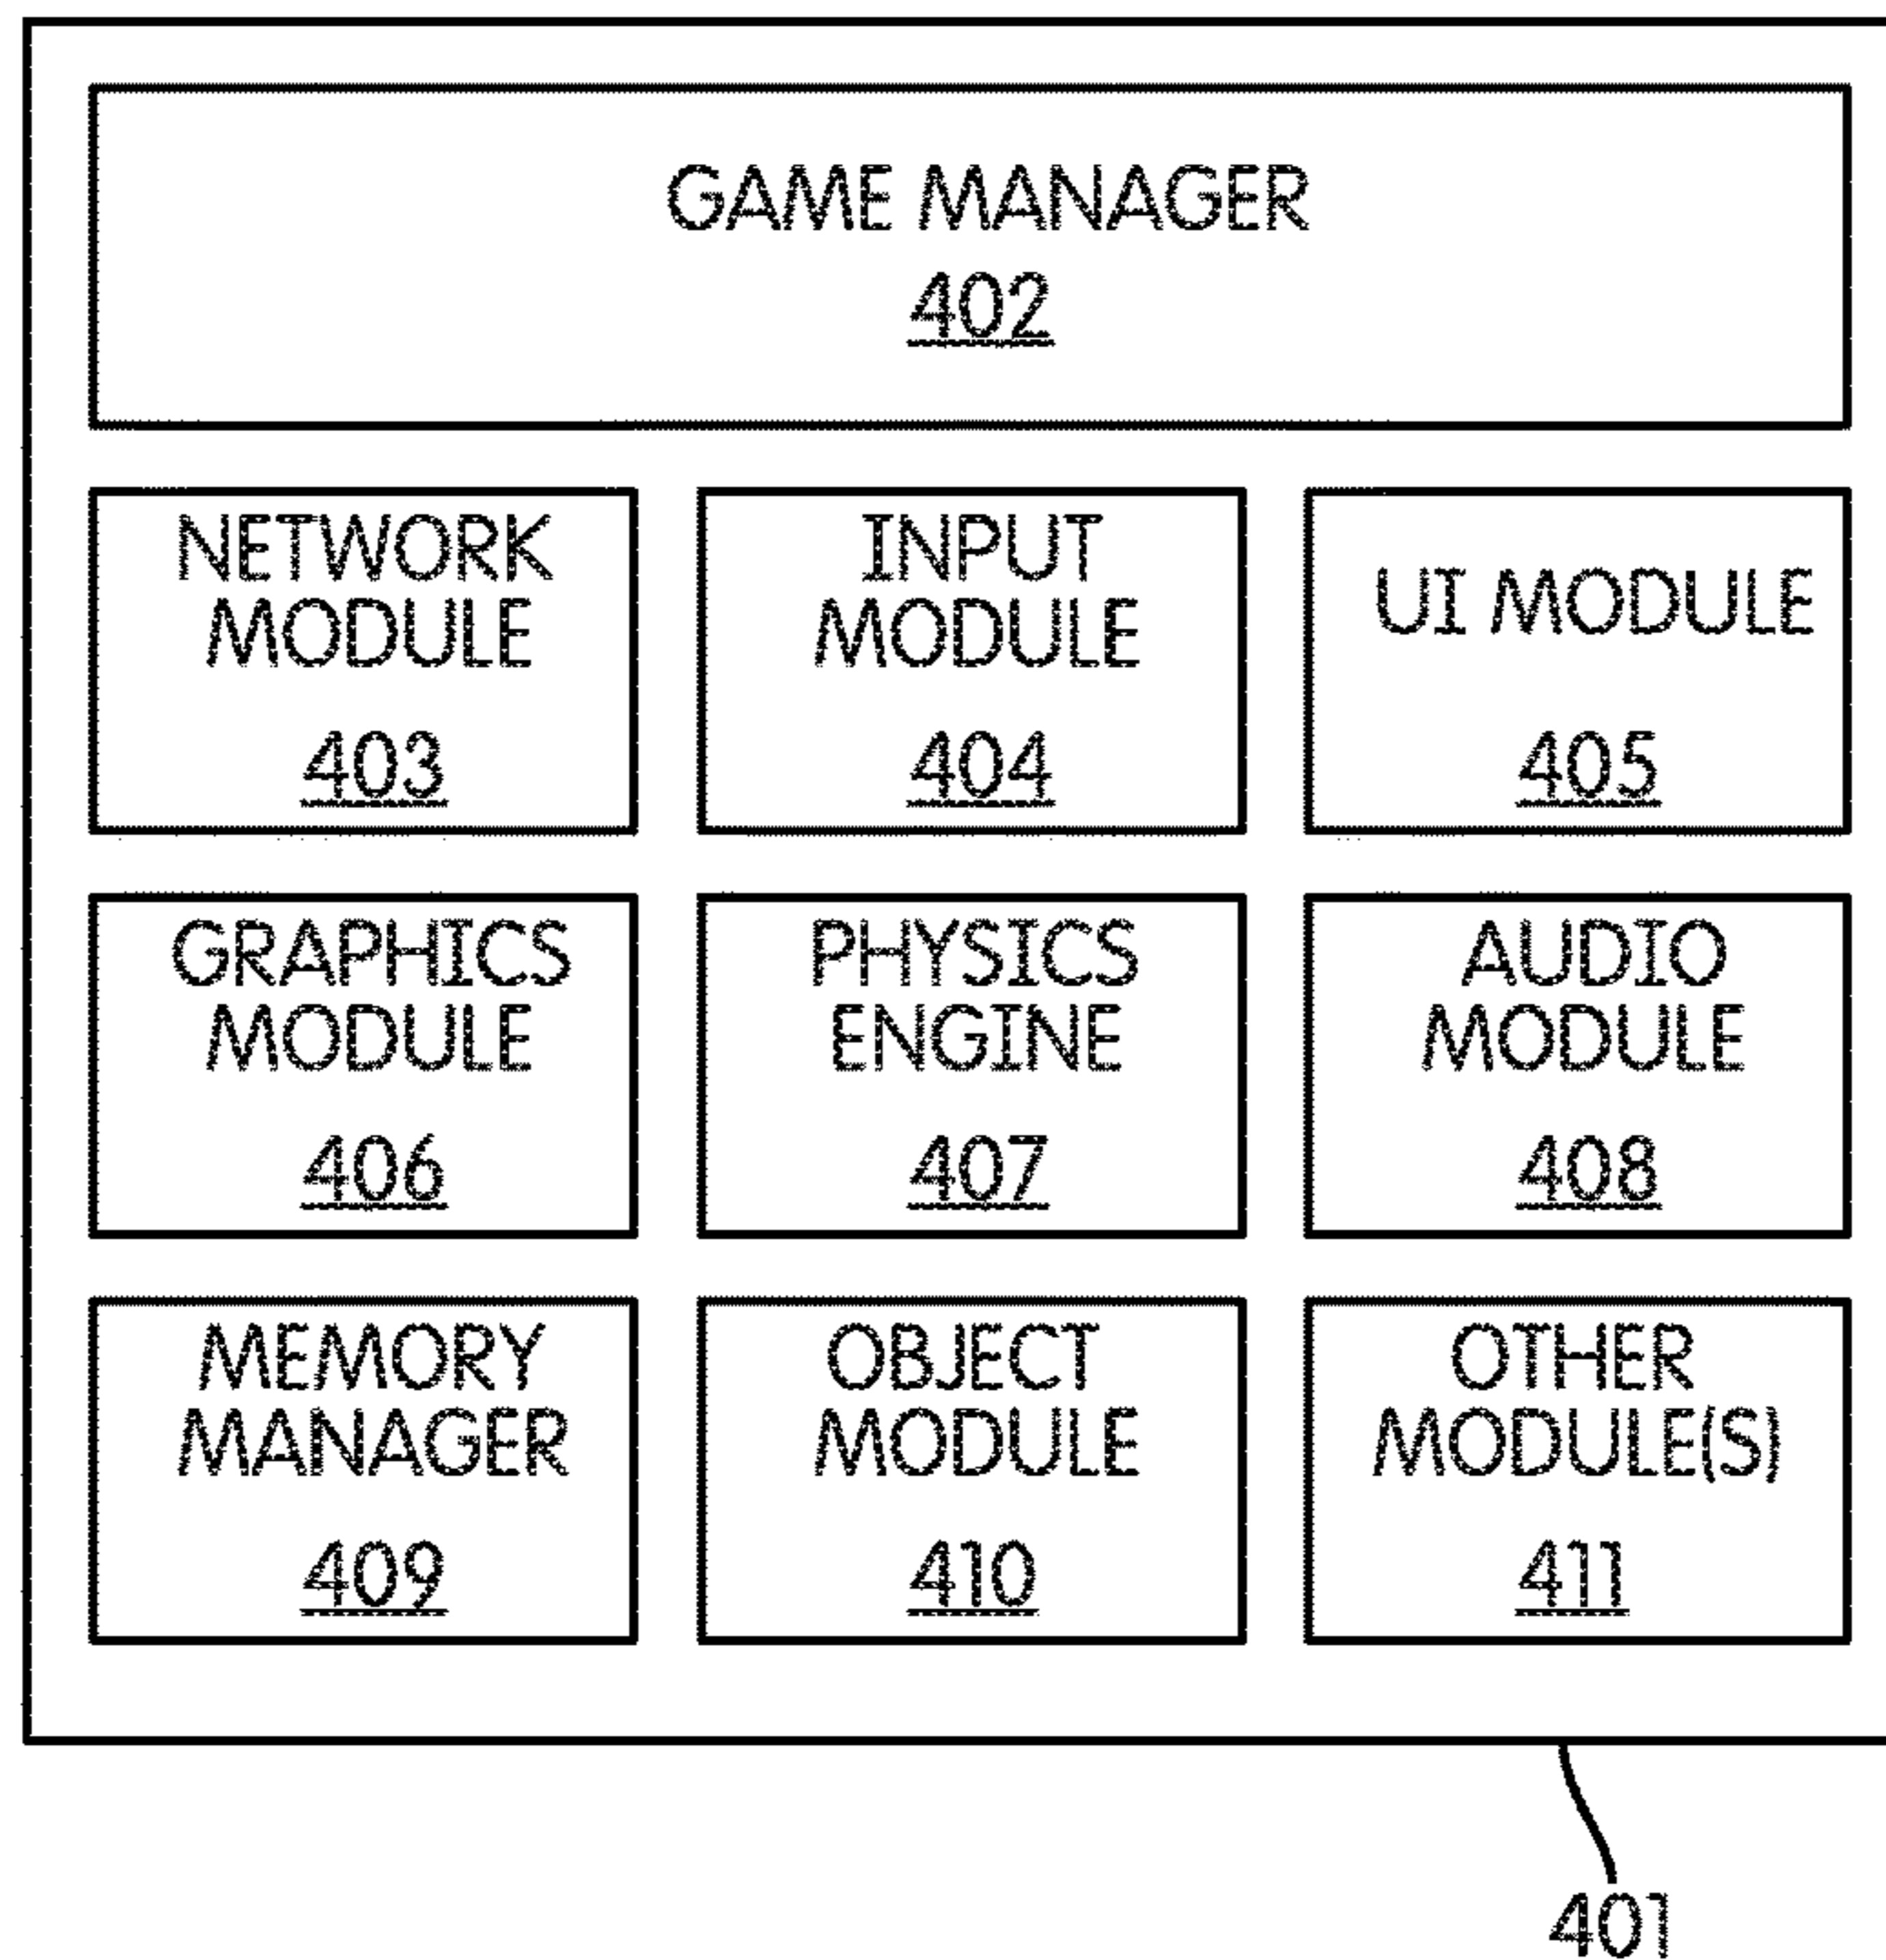 GAME MANAGER
402
NETWORK
MODULE
403
INPUT
MODULE
404
UI MODULE
405
GRAPHICS
MODULE
406
PHYSICS
ENGINE
407
AUDIO
MODULE
408
MEMORY
MANAGER
409
OBJECT
MODULE
410
OTHER
MODULE(S)
411
401